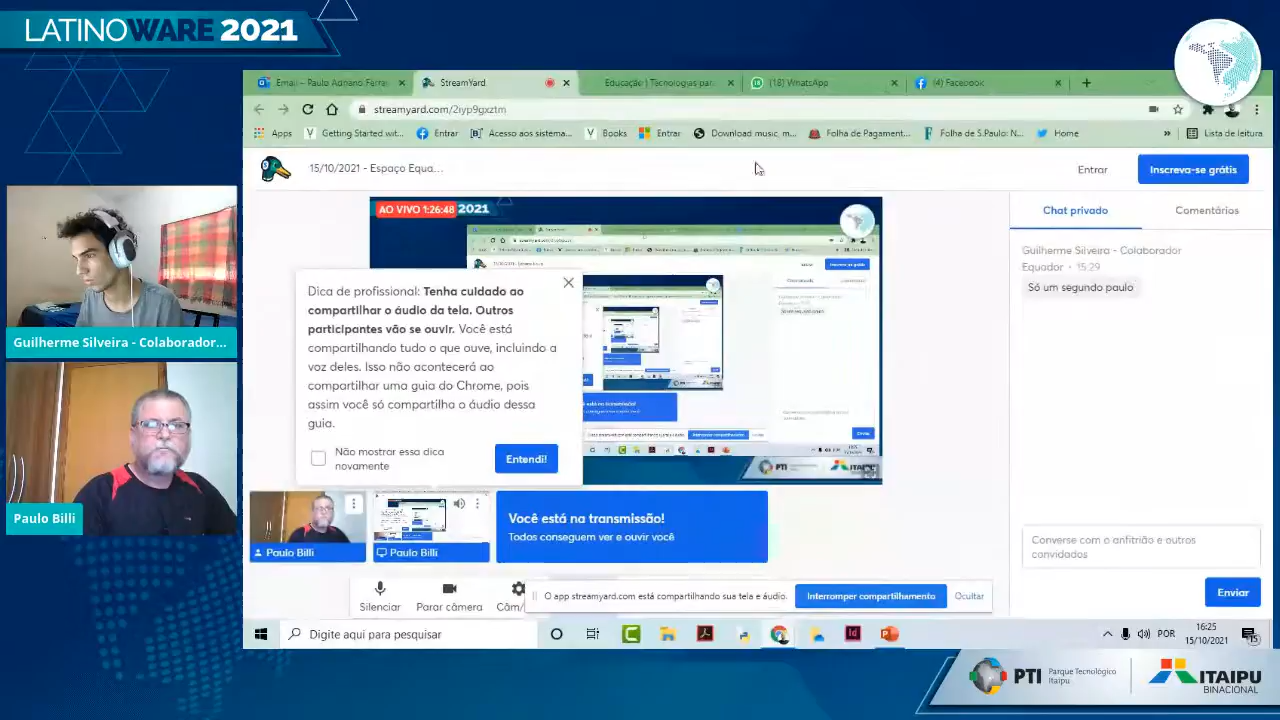 LATINOWARE 2021
Email – Paulo Adriano Ferraz
StreamYard
Educação | Tecnologias par...
(18) WhatsApp
(4) Facebook
streamyard.com/2iyp9gxztm
Apps
Getting Started wit...
Entrar
Acesso aos sistema...
Books
Entrar
Download music, m...
Folha de Pagament...
Folha de S.Paulo: N...
Home
»
Lista de leitura
15/10/2021 - Espaço Equa...
Entrar
Inscreva-se grátis
AO VIVO 1:26:48
2021
Chat privado
Comentários
Guilherme Silveira - Colaborador
Equador • 15:29
Só um segundo paulo
Dica de profissional: Tenha cuidado ao
compartilhar o áudio da tela. Outros
participantes vão se ouvir. Você está
compartilhando tudo o que ouve, incluindo a
voz deles. Isso não acontecerá ao
compartilhar uma guia do Chrome, pois
assim você só compartilha o áudio dessa
guia.
Não mostrar essa dica
novamente
Entendi!
Guilherme Silveira - Colaborador...
Paulo Billi
PTI
ITAIPU
Paulo Billi
Paulo Billi
Você está na transmissão!
Todos conseguem ver e ouvir você
Converse com o anfitrião e outros
convidados
Enviar
Silenciar
Parar câmera
Câm/
O app streamyard.com está compartilhando sua tela e áudio.
Interromper compartilhamento
Ocultar
Digite aqui para pesquisar
POR
16:25
15/10/2021
15
PTI
Parque Tecnológico
Itaipu
ITAIPU
BINACIONAL